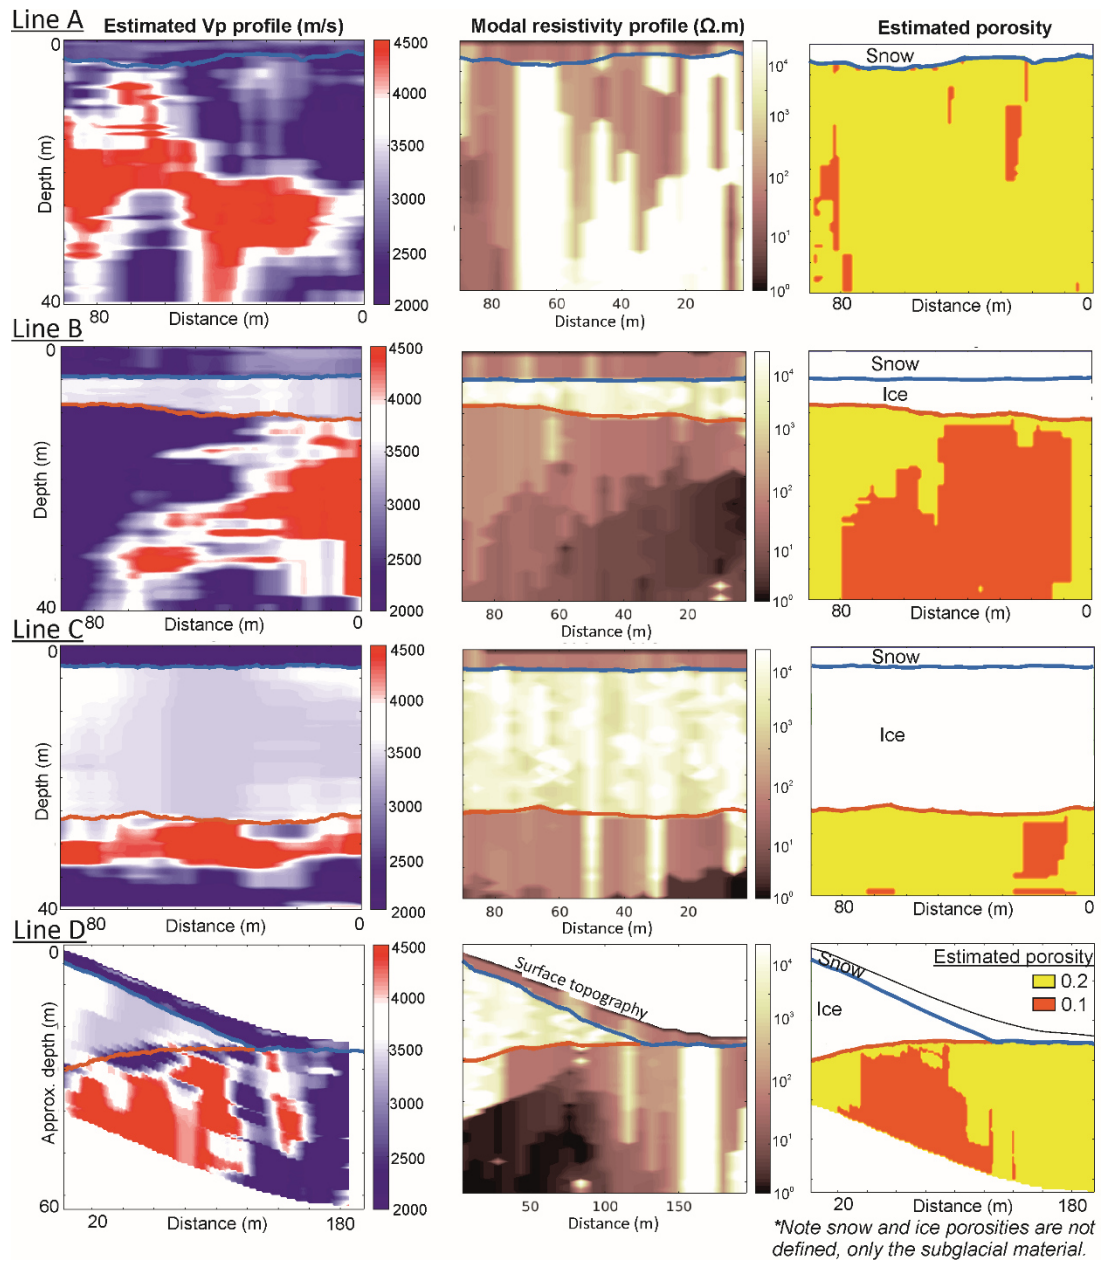 Line A
Estimated Vp profile (m/s)
Modal resistivity profile (Ω.m)
Estimated porosity
0
Depth (m)
40
80
Distance (m)
0
4500
4000
3500
3000
2500
2000
80
60
40
20
Distance (m)
10⁴
10³
10²
10¹
10⁰
Snow
80
0
Distance (m)
Line B
0
Depth (m)
40
80
Distance (m)
0
4500
4000
3500
3000
2500
2000
80
60
40
20
Distance (m)
10⁴
10³
10²
10¹
10⁰
Snow
Ice
80
0
Distance (m)
Line C
0
Depth (m)
40
80
Distance (m)
0
4500
4000
3500
3000
2500
2000
80
60
40
20
Distance (m)
10⁴
10³
10²
10¹
10⁰
Snow
Ice
80
0
Distance (m)
Line D
0
Approx. depth (m)
60
20
Distance (m)
180
4500
4000
3500
3000
2500
2000
Surface topography
50
100
150
Distance (m)
10⁴
10³
10²
10¹
10⁰
Snow
Ice
Estimated porosity
0.2
0.1
20
180
Distance (m)
*Note snow and ice porosities are not
defined, only the subglacial material.